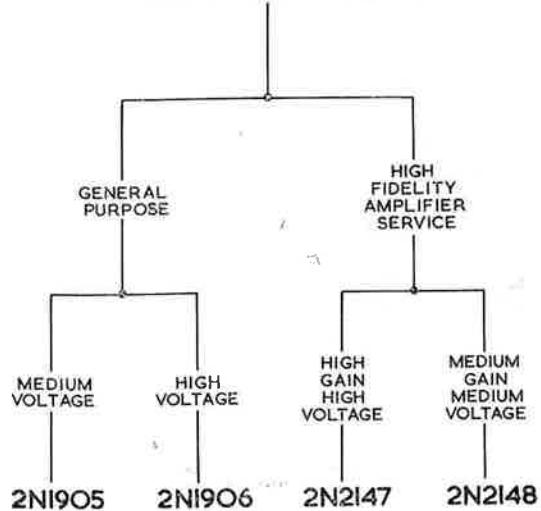 GENERAL
PURPOSE
HIGH
FIDELITY
AMPLIFIER
SERVICE
MEDIUM
VOLTAGE
HIGH
VOLTAGE
HIGH
GAIN
HIGH
VOLTAGE
MEDIUM
GAIN
MEDIUM
VOLTAGE
2N1905
2N1906
2N2147
2N2148